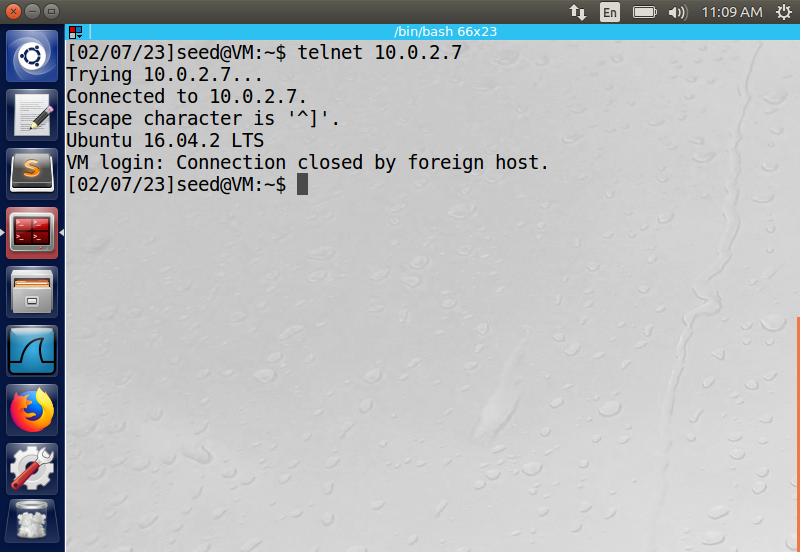 En
11:09 AM
/bin/bash 66x23
[02/07/23]seed@VM:~$ telnet 10.0.2.7
Trying 10.0.2.7...
Connected to 10.0.2.7.
Escape character is '^]'.
Ubuntu 16.04.2 LTS
VM login: Connection closed by foreign host.
[02/07/23]seed@VM:~$